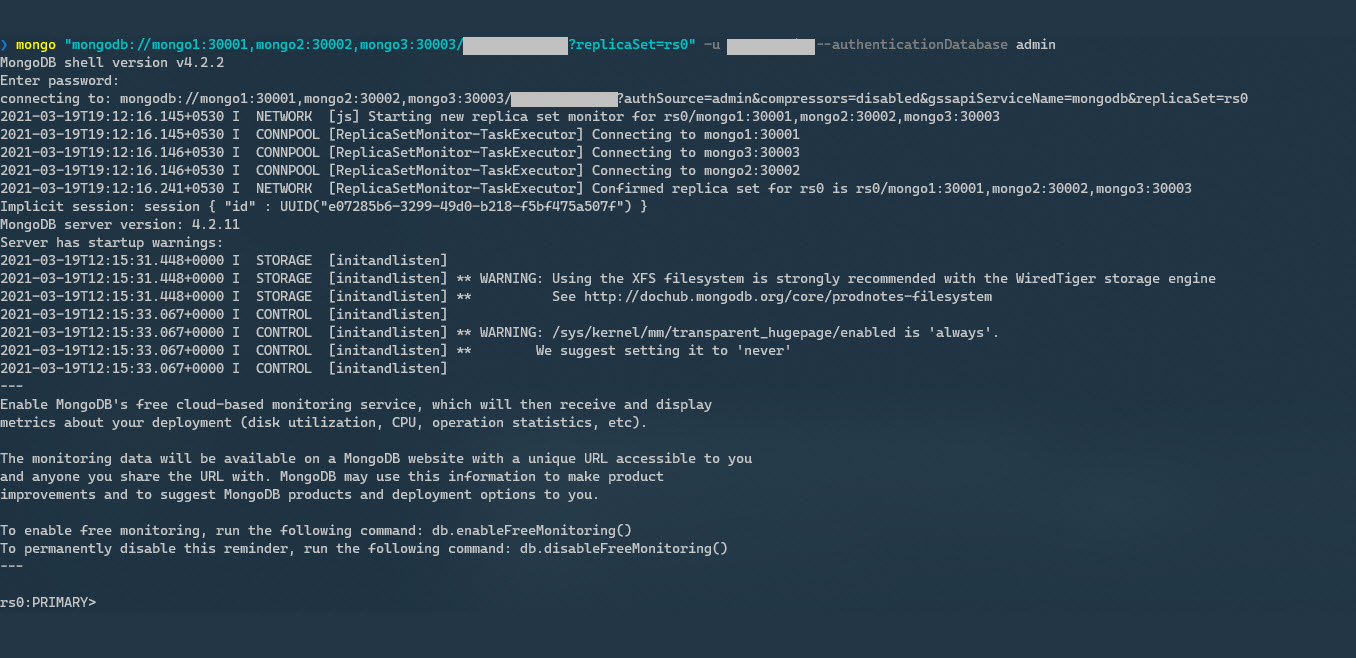 ❯ mongo "mongodb://mongo1:30001,mongo2:30002,mongo3:30003/ ?replicaSet=rs0" -u --authenticationDatabase admin
MongoDB shell version v4.2.2
Enter password:
connecting to: mongodb://mongo1:30001,mongo2:30002,mongo3:30003/ ?authSource=admin&compressors=disabled&gssapiServiceName=mongodb&replicaSet=rs0
2021-03-19T19:12:16.145+0530 I  NETWORK  [js] Starting new replica set monitor for rs0/mongo1:30001,mongo2:30002,mongo3:30003
2021-03-19T19:12:16.145+0530 I  CONNPOOL [ReplicaSetMonitor-TaskExecutor] Connecting to mongo1:30001
2021-03-19T19:12:16.146+0530 I  CONNPOOL [ReplicaSetMonitor-TaskExecutor] Connecting to mongo3:30003
2021-03-19T19:12:16.146+0530 I  CONNPOOL [ReplicaSetMonitor-TaskExecutor] Connecting to mongo2:30002
2021-03-19T19:12:16.241+0530 I  NETWORK  [ReplicaSetMonitor-TaskExecutor] Confirmed replica set for rs0 is rs0/mongo1:30001,mongo2:30002,mongo3:30003
Implicit session: session { "id" : UUID("e07285b6-3299-49d0-b218-f5bf475a507f") }
MongoDB server version: 4.2.11
Server has startup warnings:
2021-03-19T12:15:31.448+0000 I  STORAGE  [initandlisten]
2021-03-19T12:15:31.448+0000 I  STORAGE  [initandlisten] ** WARNING: Using the XFS filesystem is strongly recommended with the WiredTiger storage engine
2021-03-19T12:15:31.448+0000 I  STORAGE  [initandlisten] **          See http://dochub.mongodb.org/core/prodnotes-filesystem
2021-03-19T12:15:33.067+0000 I  CONTROL  [initandlisten]
2021-03-19T12:15:33.067+0000 I  CONTROL  [initandlisten] ** WARNING: /sys/kernel/mm/transparent_hugepage/enabled is 'always'.
2021-03-19T12:15:33.067+0000 I  CONTROL  [initandlisten] **        We suggest setting it to 'never'
2021-03-19T12:15:33.067+0000 I  CONTROL  [initandlisten]
---
Enable MongoDB's free cloud-based monitoring service, which will then receive and display
metrics about your deployment (disk utilization, CPU, operation statistics, etc).
The monitoring data will be available on a MongoDB website with a unique URL accessible to you
and anyone you share the URL with. MongoDB may use this information to make product
improvements and to suggest MongoDB products and deployment options to you.
To enable free monitoring, run the following command: db.enableFreeMonitoring()
To permanently disable this reminder, run the following command: db.disableFreeMonitoring()
---
rs0:PRIMARY>